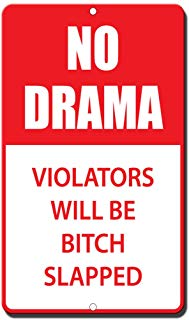 NO
DRAMA
VIOLATORS
WILL BE
BITCH
SLAPPED